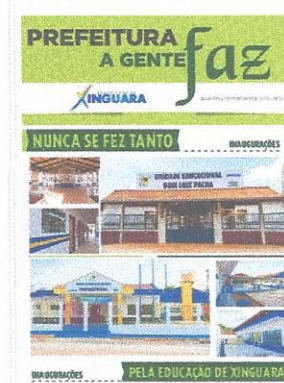 PREFEITURA
A GENTE faz
XINGUARA
NUNCA SE FEZ TANTO
INAUGURAÇÕES
UNIDADE EDUCACIONAL
DOM LUIZ PALHA
INAUGURAÇÕES
PELA EDUCAÇÃO DE XINGUARA